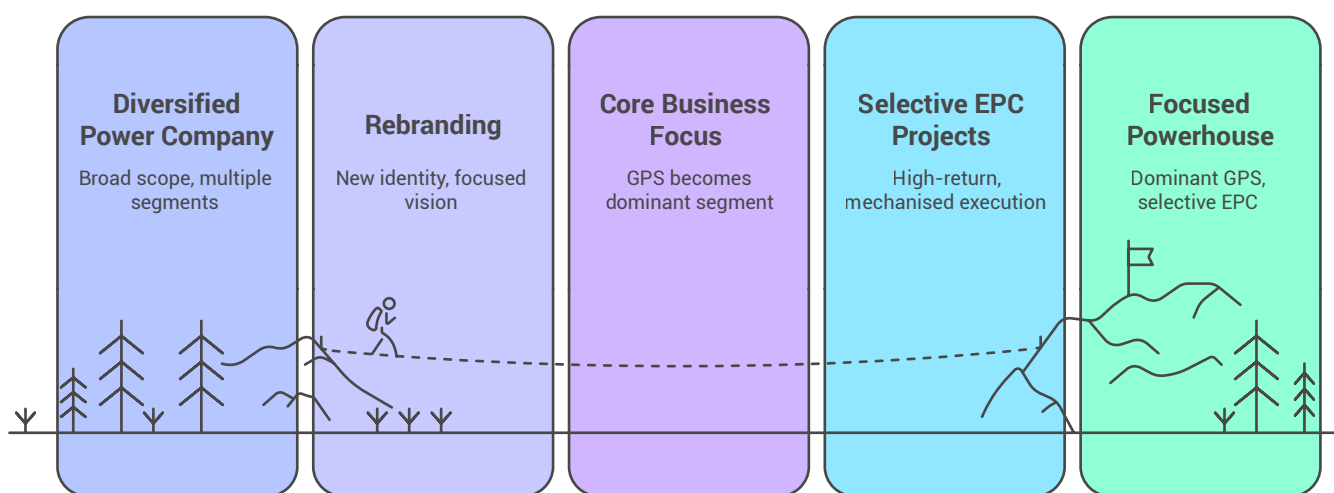 Diversified
Power Company
Broad scope, multiple
segments
Rebranding
New identity, focused
vision
Core Business
Focus
GPS becomes
dominant segment
Selective EPC
Projects
High-return,
mechanised execution
Focused
Powerhouse
Dominant GPS,
selective EPC